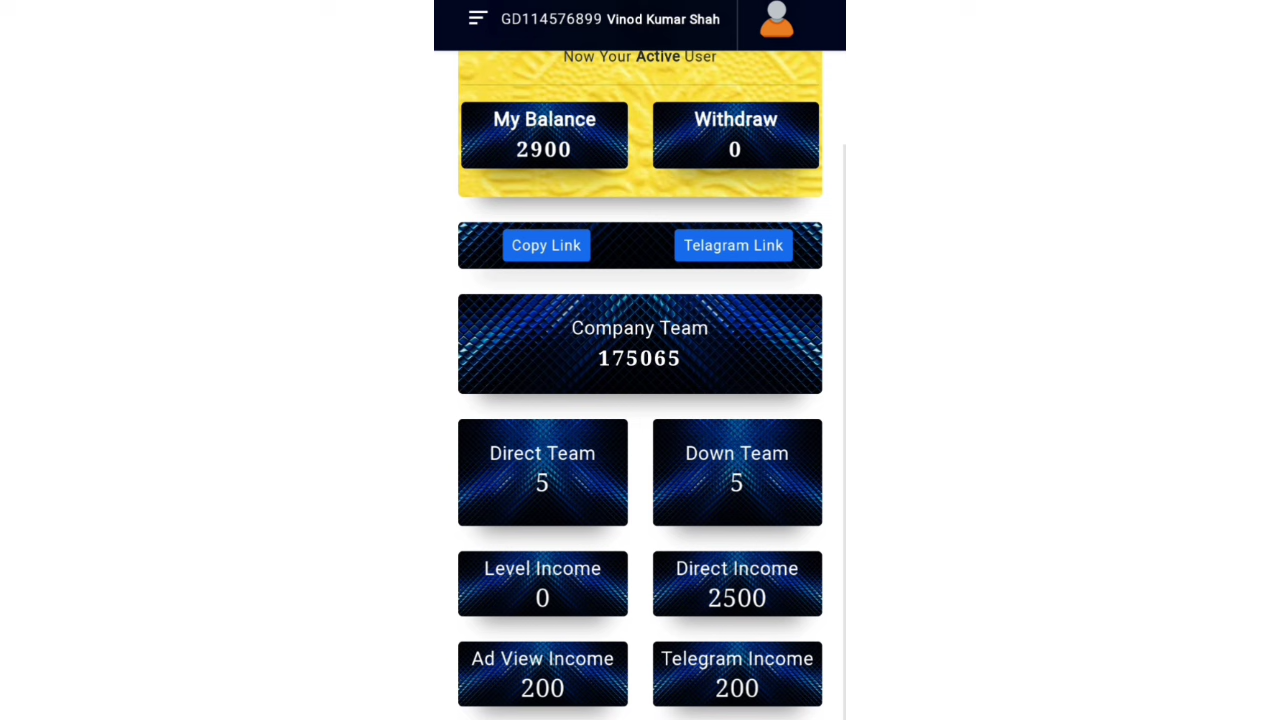 GD114576899 Vinod Kumar Shah
Now Your Active User
My Balance
2900
Withdraw
0
Copy Link
Telagram Link
Company Team
175065
Direct Team
5
Down Team
5
Level Income
0
Direct Income
2500
Ad View Income
200
Telegram Income
200